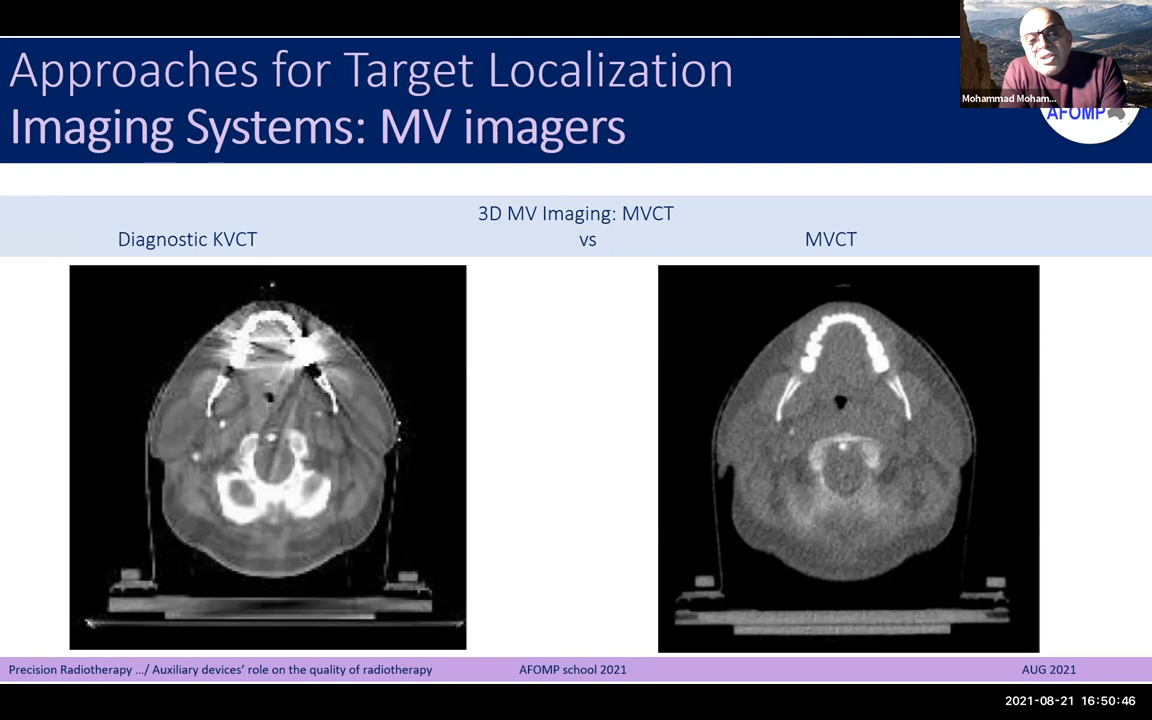 Approaches for Target Localization
Imaging Systems: MV imagers
Mohammad Moham...
AFOMP
3D MV Imaging: MVCT
Diagnostic KVCT vs MVCT
Precision Radiotherapy .../ Auxiliary devices' role on the quality of radiotherapy AFOMP school 2021 AUG 2021
2021-08-21 16:50:46